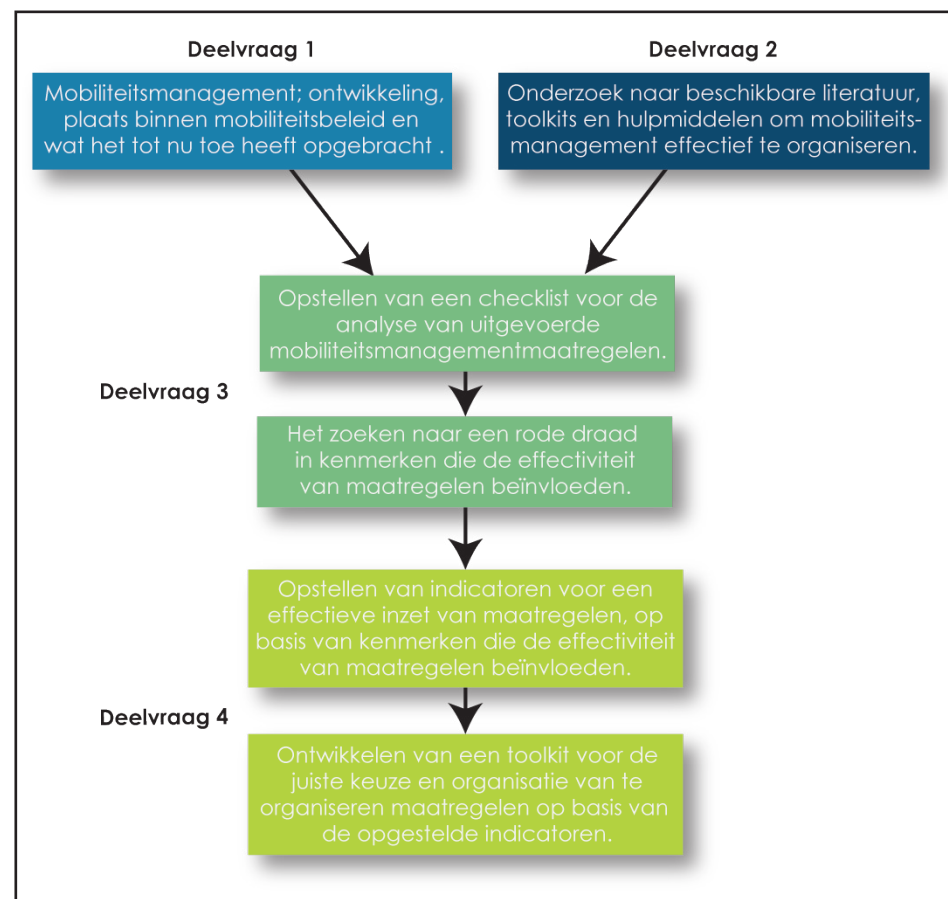 Deelvraag 1
Mobiliteitsmanagement; ontwikkeling,
plaats binnen mobiliteitsbeleid en
wat het tot nu toe heeft opgebracht .
Deelvraag 2
Onderzoek naar beschikbare literatuur,
toolkits en hulpmiddelen om mobiliteits-
management effectief te organiseren.
Opstellen van een checklist voor de
analyse van uitgevoerde
mobiliteitsmanagementmaatregelen.
Deelvraag 3
Het zoeken naar een rode draad
in kenmerken die de effectiviteit
van maatregelen beïnvloeden.
Opstellen van indicatoren voor een
effectieve inzet van maatregelen, op
basis van kenmerken die de effectiviteit
van maatregelen beïnvloeden.
Deelvraag 4
Ontwikkelen van een toolkit voor de
juiste keuze en organisatie van te
organiseren maatregelen op basis van
de opgestelde indicatoren.